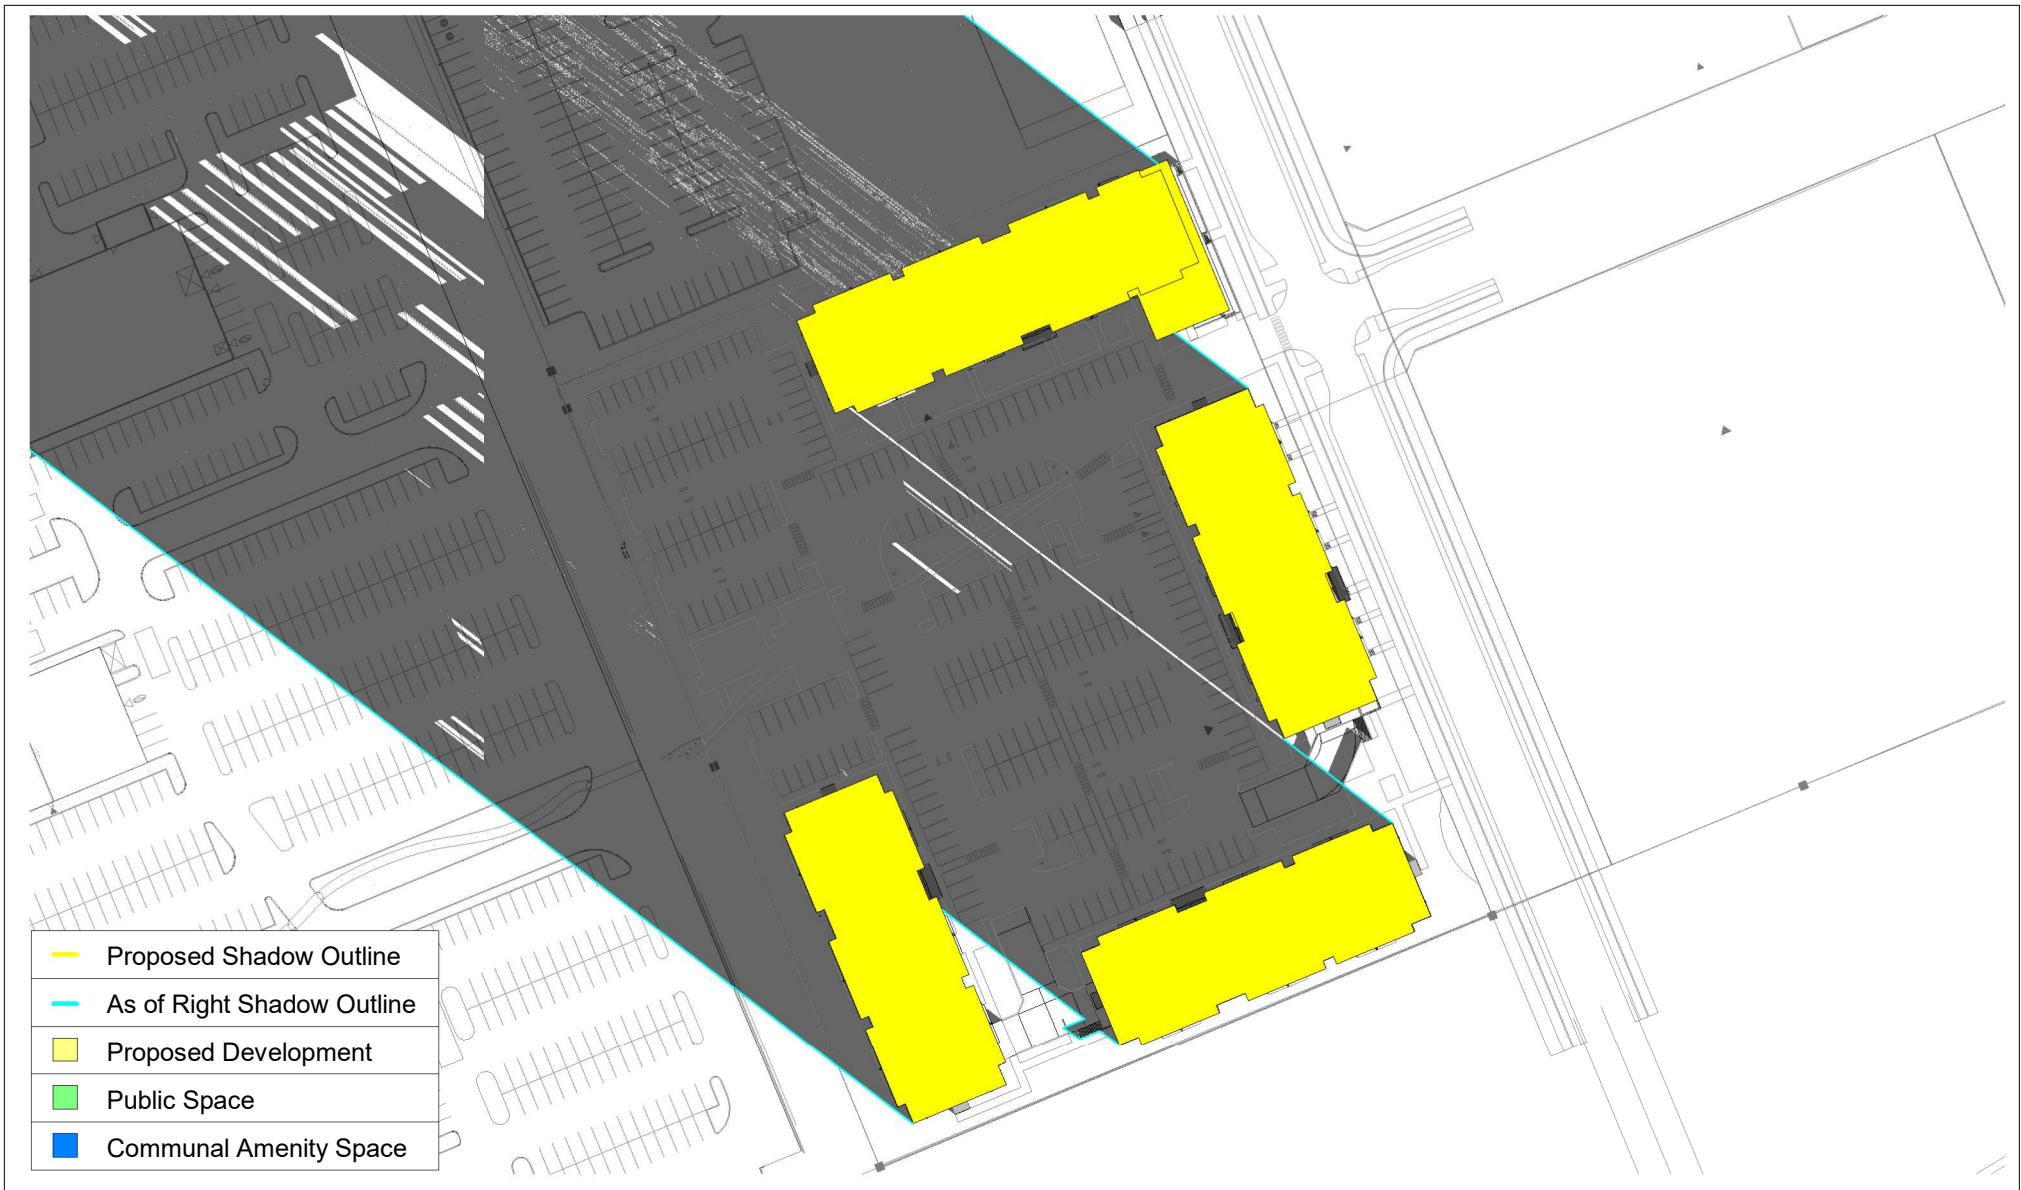 Proposed Shadow Outline
As of Right Shadow Outline
Proposed Development
Public Space
Communal Amenity Space